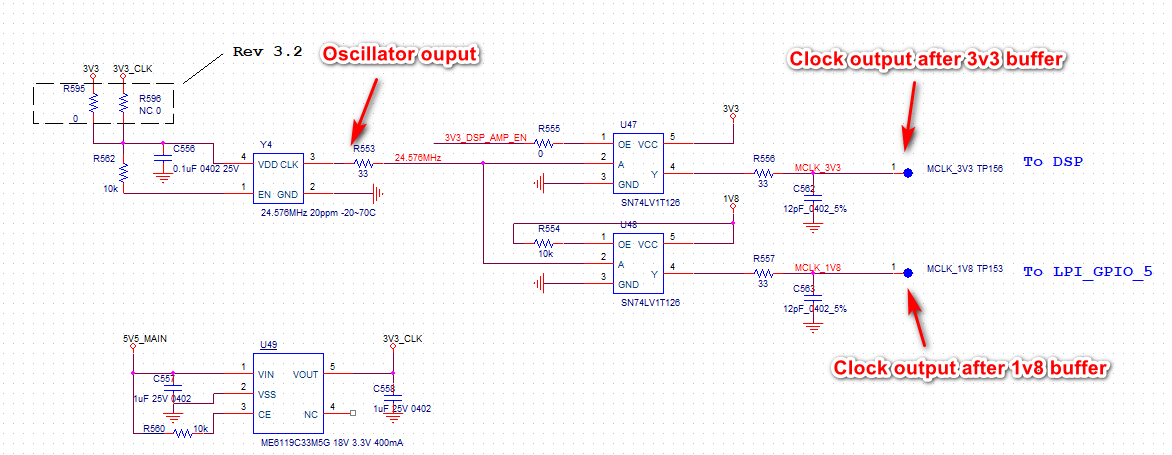 Rev 3.2
Oscillator ouput
Clock output after 3v3 buffer
3V3
3V3_CLK
R595
0
R596
NC 0
C556
0.1uF 0402 25V
R562
10k
Y4
4
VDD CLK
3
1
EN GND
2
24.576MHz 20ppm -20~70C
R553
33
24.576MHz
3V3_DSP_AMP_EN
R555
0
U47
1
OE VCC
5
2
A
Y
4
3
GND
SN74LV1T126
3V3
R556
33
MCLK_3V3
1
MCLK_3V3 TP156
To DSP
C562
12pF_0402_5%
1V8
U48
R554
10k
1
OE VCC
5
2
A
Y
4
3
GND
SN74LV1T126
R557
33
MCLK_1V8
1
MCLK_1V8 TP153
To LPI_GPIO_5
C563
12pF_0402_5%
Clock output after 1v8 buffer
5V5_MAIN
U49
3V3_CLK
1
VIN
VOUT
5
C557
1uF 25V 0402
2
VSS
3
CE
NC
4
C558
1uF 25V 0402
R560
10k
ME6119C33M5G 18V 3.3V 400mA